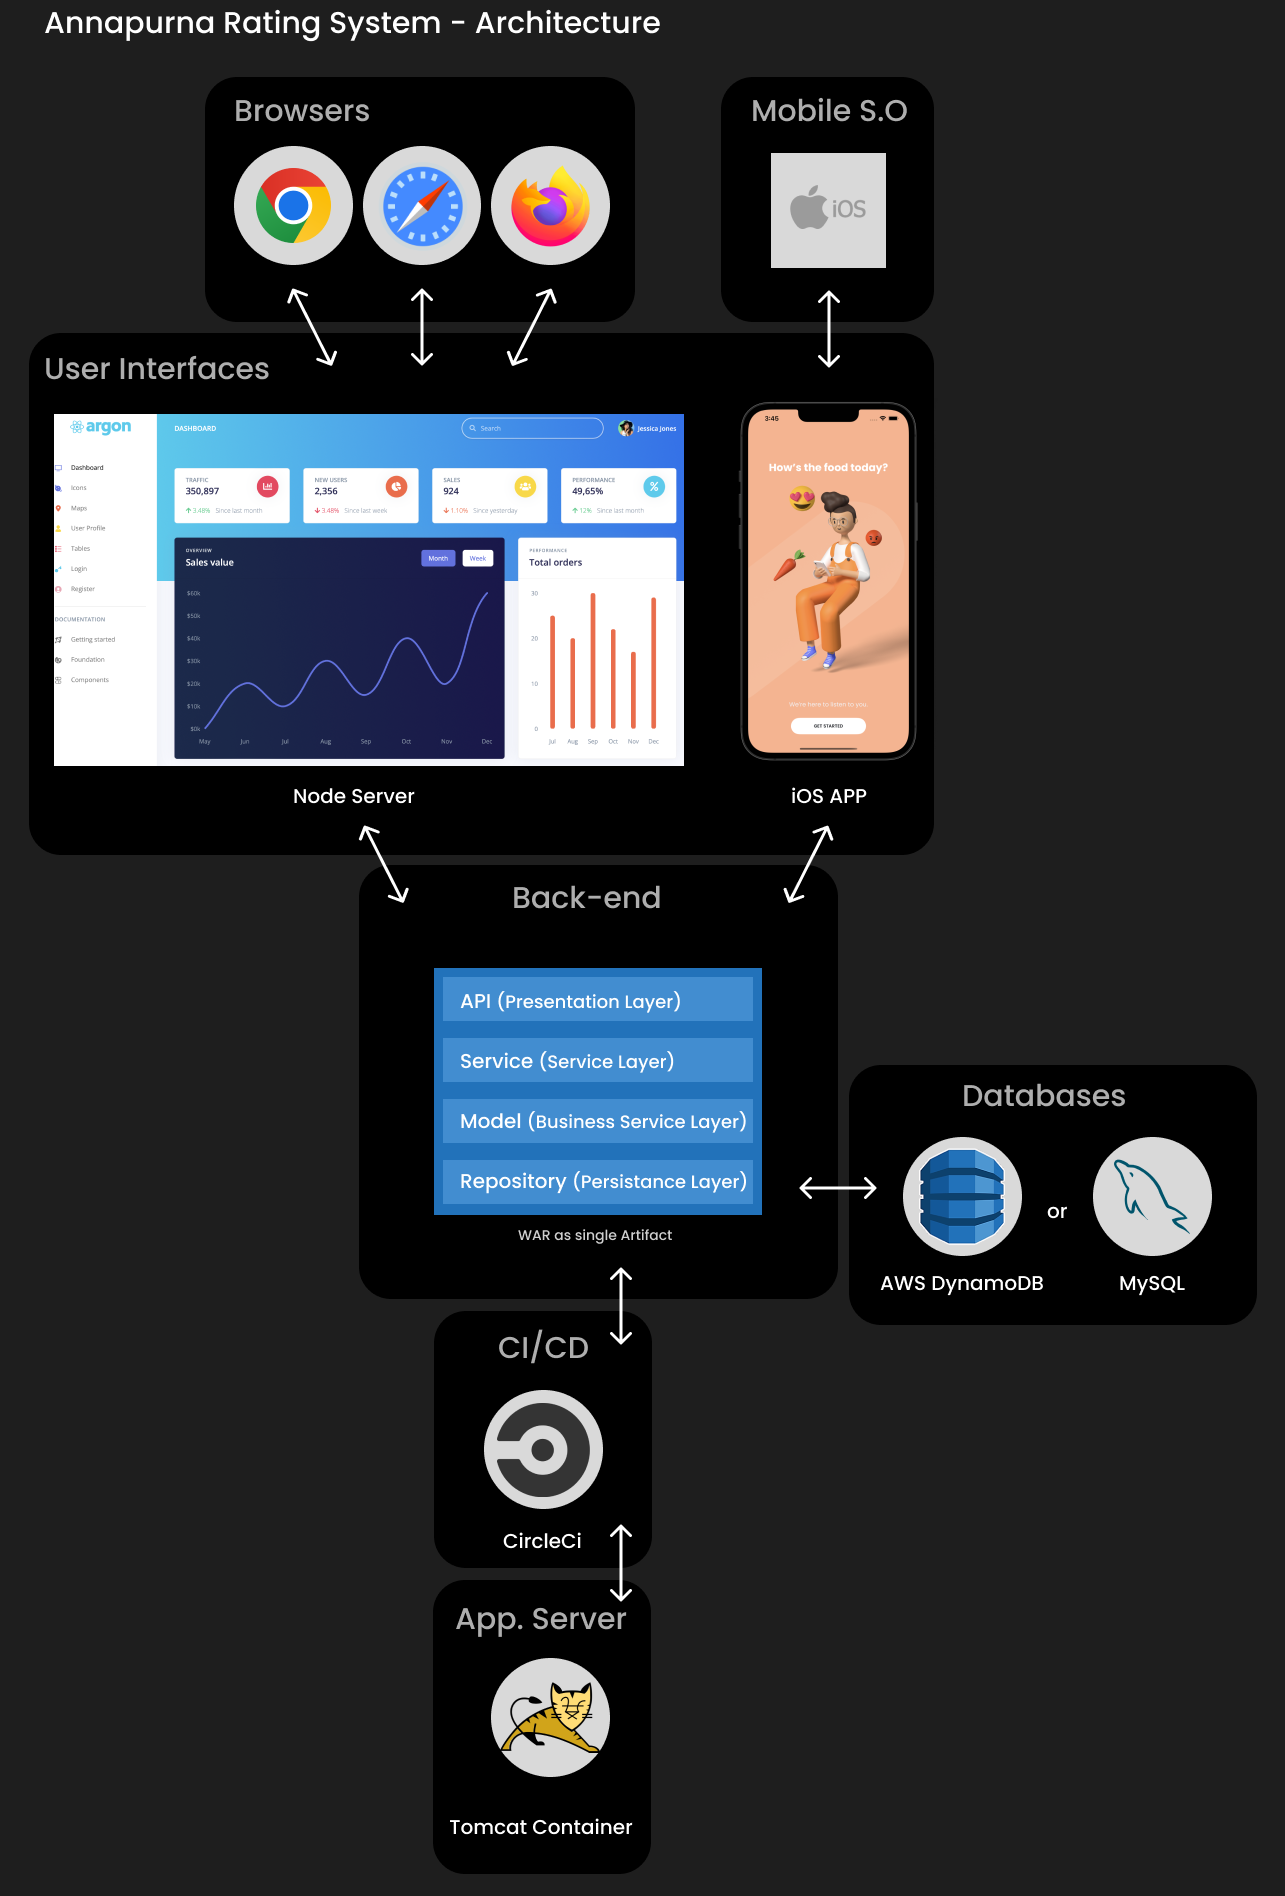 Annapurna Rating System - Architecture
Browsers
Mobile S.O
iOS
User Interfaces
argon
Dashboard
Icons
Maps
User Profile
Tables
Login
Register
DOCUMENTATION
Getting started
Foundation
Components
DASHBOARD
Search
Jessica Jones
TRAFFIC
350,897
3.48% Since last month
NEW USERS
2,356
3.48% Since last week
SALES
924
1.10% Since yesterday
PERFORMANCE
49,65%
12% Since last month
OVERVIEW
Sales value
Month
Week
$60k
$50k
$40k
$30k
$20k
$10k
$0k
May Jun Jul Aug Sep Oct Nov Dec
PERFORMANCE
Total orders
30
20
10
0
Jul Aug Sep Oct Nov Dec
3:45
How's the food today?
We're here to listen to you
GET STARTED
Node Server
iOS APP
Back-end
API (Presentation Layer)
Service (Service Layer)
Model (Business Service Layer)
Repository (Persistance Layer)
WAR as single Artifact
Databases
or
AWS DynamoDB
MySQL
CI/CD
CircleCi
App. Server
Tomcat Container